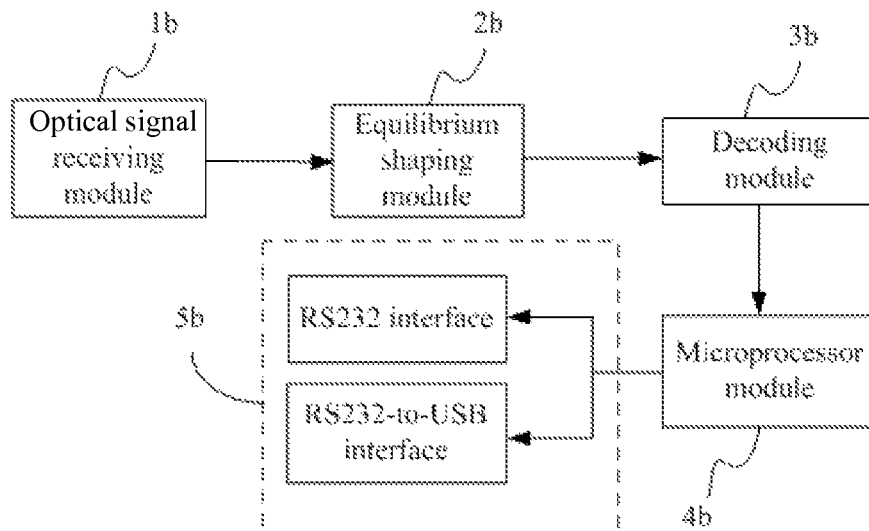 1b
2b
3b
Optical signal
receiving
module
Equilibrium
shaping
module
Decoding
module
5b
RS232 interface
RS232-to-USB
interface
Microprocessor
module
4b